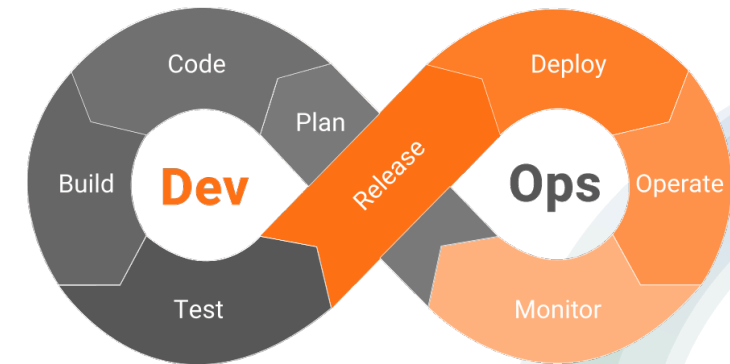 Code
Deploy
Plan
Release
Build
Dev
Ops
Operate
Test
Monitor